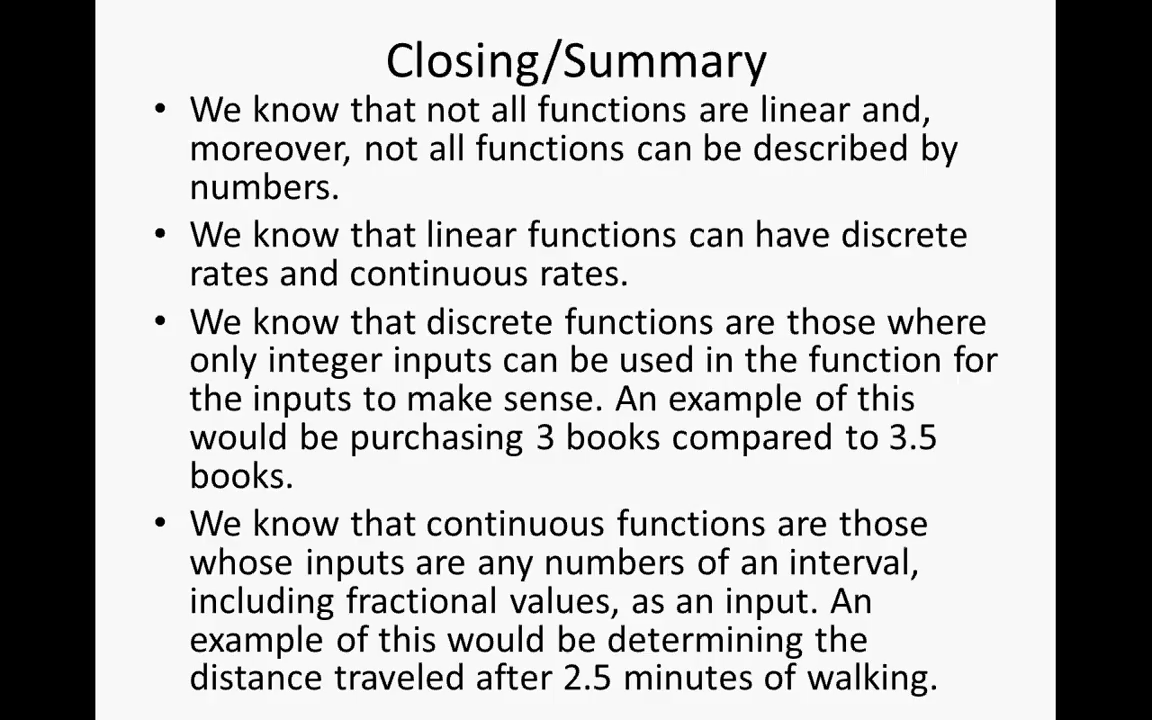 Closing/Summary
• We know that not all functions are linear and,
moreover, not all functions can be described by
numbers.
• We know that linear functions can have discrete
rates and continuous rates.
• We know that discrete functions are those where
only integer inputs can be used in the function for
the inputs to make sense. An example of this
would be purchasing 3 books compared to 3.5
books.
• We know that continuous functions are those
whose inputs are any numbers of an interval,
including fractional values, as an input. An
example of this would be determining the
distance traveled after 2.5 minutes of walking.